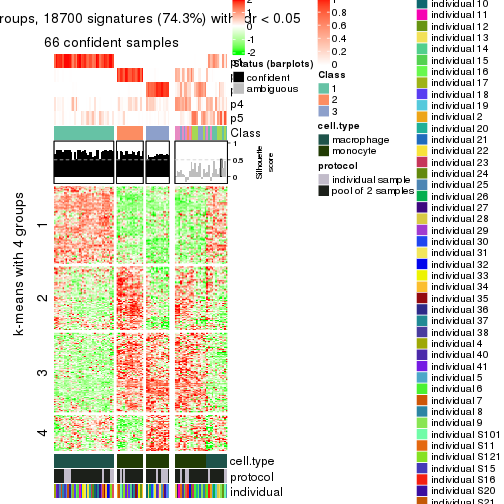 roups, 18700 signatures (74.3%) with fdr < 0.05
66 confident samples
2
0
-1
-2
0.8
0.6
0.4
0.2
0
p4
p5
Class
1
0.5
0
Silhouette
score
Status (barplots)
confident
ambiguous
Class
1
2
3
cell.type
macrophage
monocyte
protocol
individual sample
pool of 2 samples
k-means with 4 groups
1
2
3
4
cell.type
protocol
individual
individual 10
individual 11
individual 12
individual 13
individual 14
individual 15
individual 16
individual 17
individual 18
individual 19
individual 2
individual 20
individual 21
individual 22
individual 23
individual 24
individual 25
individual 26
individual 27
individual 28
individual 29
individual 30
individual 31
individual 32
individual 33
individual 34
individual 35
individual 36
individual 37
individual 38
individual 4
individual 40
individual 41
individual 5
individual 6
individual 7
individual 8
individual 9
individual S101
individual S11
individual S121
individual S15
individual S16
individual S20
individual S21